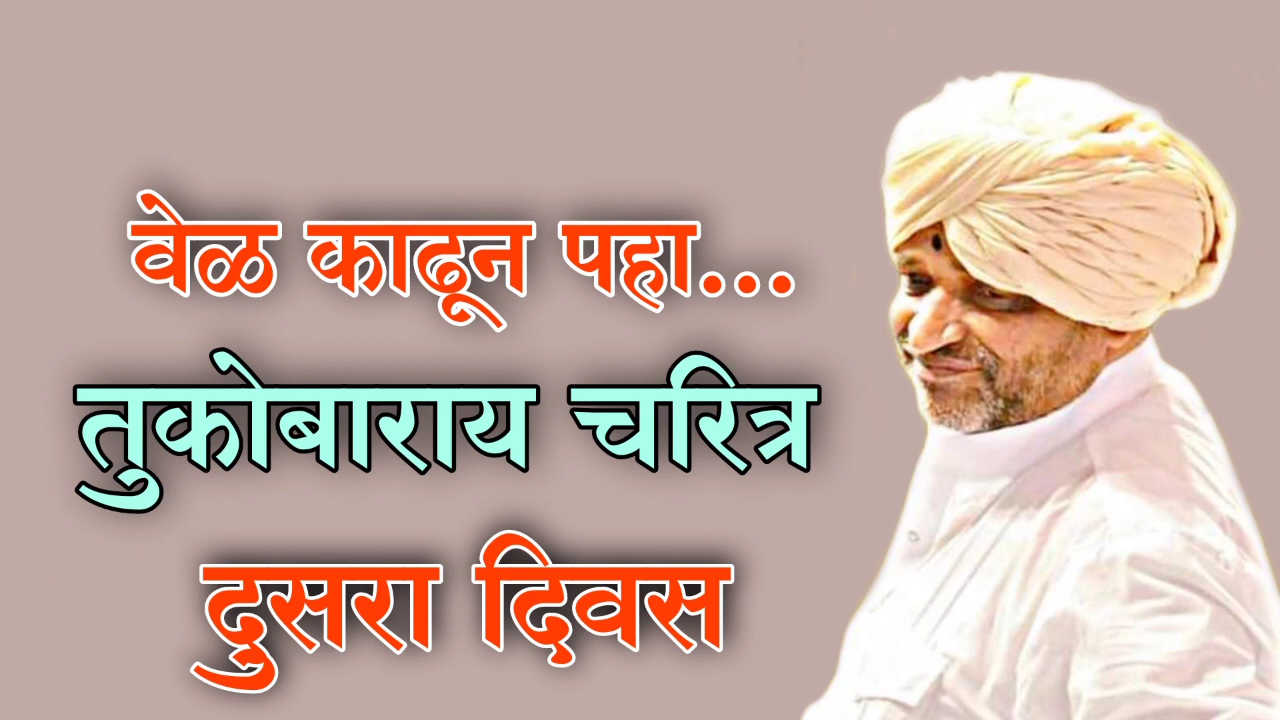 वेळ काढून पहा...
तुकोबाराय चरित्र
दुसरा दिवस